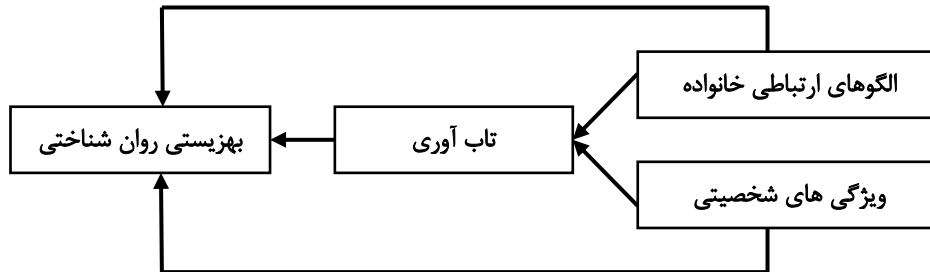 الگوهای ارتباطی خانواده
تاب آوری
بهزیستی روان شناختی
ویژگی های شخصیتی